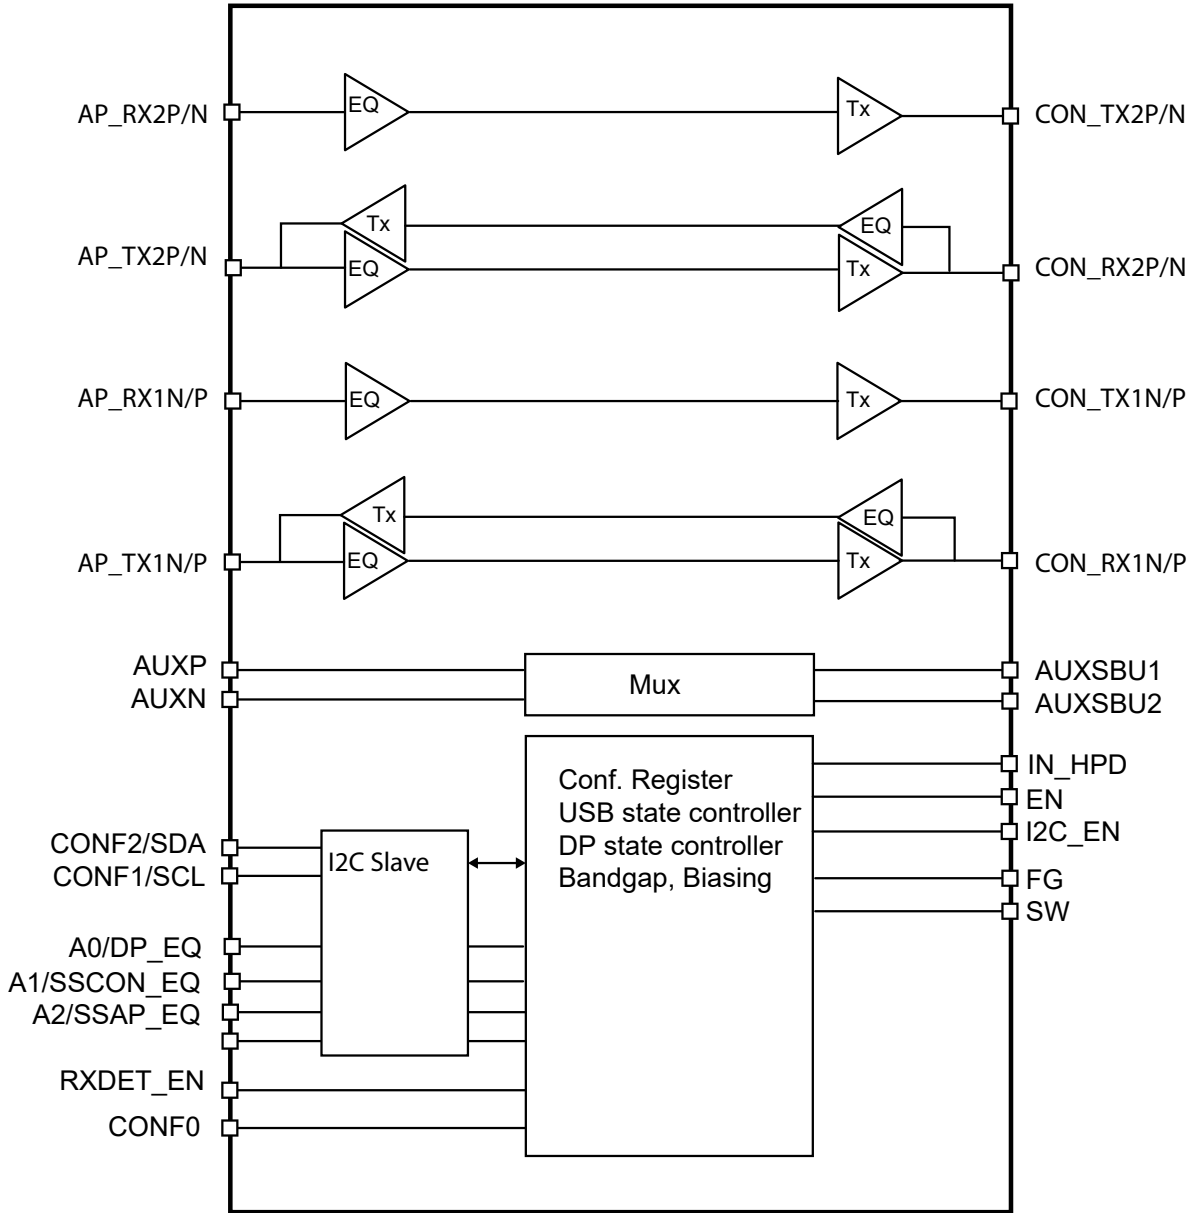 AP_RX2P/N
EQ
Tx
CON_TX2P/N
Tx
EQ
AP_TX2P/N
EQ
Tx
CON_RX2P/N
AP_RX1N/P
EQ
Tx
CON_TX1N/P
Tx
EQ
AP_TX1N/P
EQ
Tx
CON_RX1N/P
AUXP
AUXN
Mux
AUXSBU1
AUXSBU2
Conf. Register
USB state controller
DP state controller
Bandgap, Biasing
IN_HPD
EN
I2C_EN
FG
SW
CONF2/SDA
CONF1/SCL
I2C Slave
A0/DP_EQ
A1/SSCON_EQ
A2/SSAP_EQ
RXDET_EN
CONF0